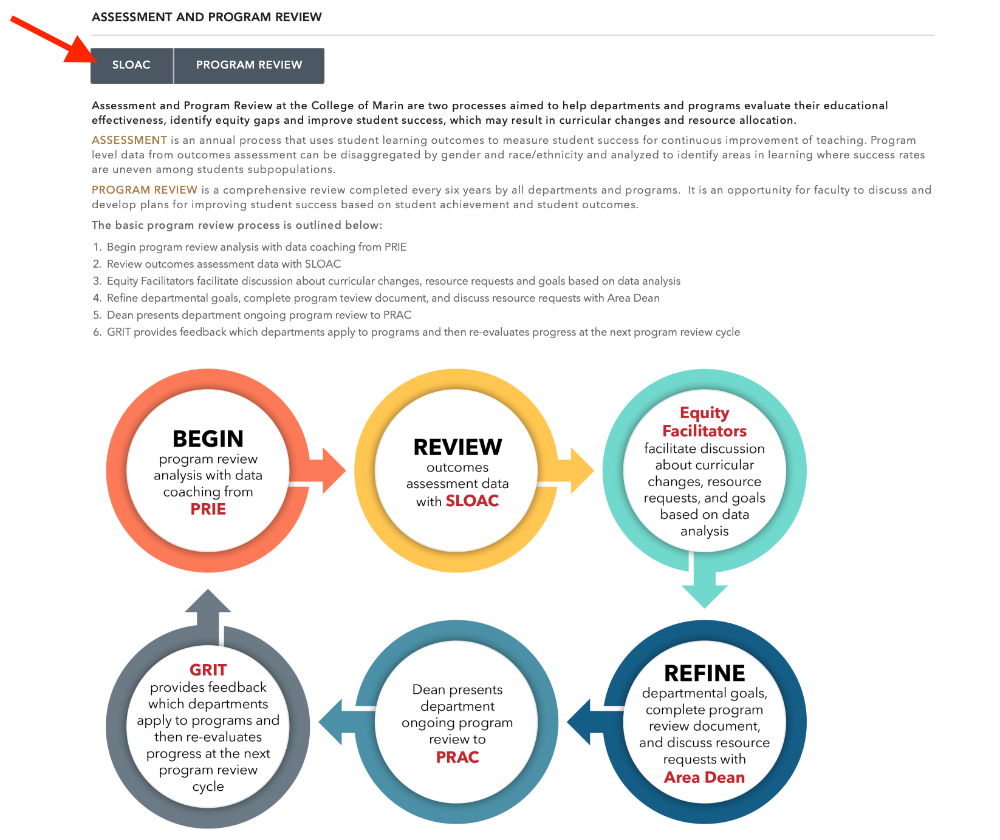 ASSESSMENT AND PROGRAM REVIEW
SLOAC
PROGRAM REVIEW
Assessment and Program Review at the College of Marin are two processes aimed to help departments and programs evaluate their educational
effectiveness, identify equity gaps and improve student success, which may result in curricular changes and resource allocation.
ASSESSMENT is an annual process that uses student learning outcomes to measure student success for continuous improvement of teaching. Program
level data from outcomes assessment can be disaggregated by gender and race/ethnicity and analyzed to identify areas in learning where success rates
are uneven among students subpopulations.
PROGRAM REVIEW is a comprehensive review completed every six years by all departments and programs.  It is an opportunity for faculty to discuss and
develop plans for improving student success based on student achievement and student outcomes.
The basic program review process is outlined below:
1. Begin program review analysis with data coaching from PRIE
2. Review outcomes assessment data with SLOAC
3. Equity Facilitators facilitate discussion about curricular changes, resource requests and goals based on data analysis
4. Refine departmental goals, complete program teview document, and discuss resource requests with Area Dean
5. Dean presents department ongoing program review to PRAC
6. GRIT provides feedback which departments apply to programs and then re-evaluates progress at the next program review cycle
BEGIN
program review
analysis with data
coaching from
PRIE
REVIEW
outcomes
assessment data
with SLOAC
Equity
Facilitators
facilitate discussion
about curricular
changes, resource
requests, and goals
based on data
analysis
REFINE
departmental goals,
complete program
review document,
and discuss resource
requests with
Area Dean
Dean presents
department
ongoing program
review to
PRAC
GRIT
provides feedback
which departments
apply to programs and
then re-evaluates
progress at the next
program review
cycle